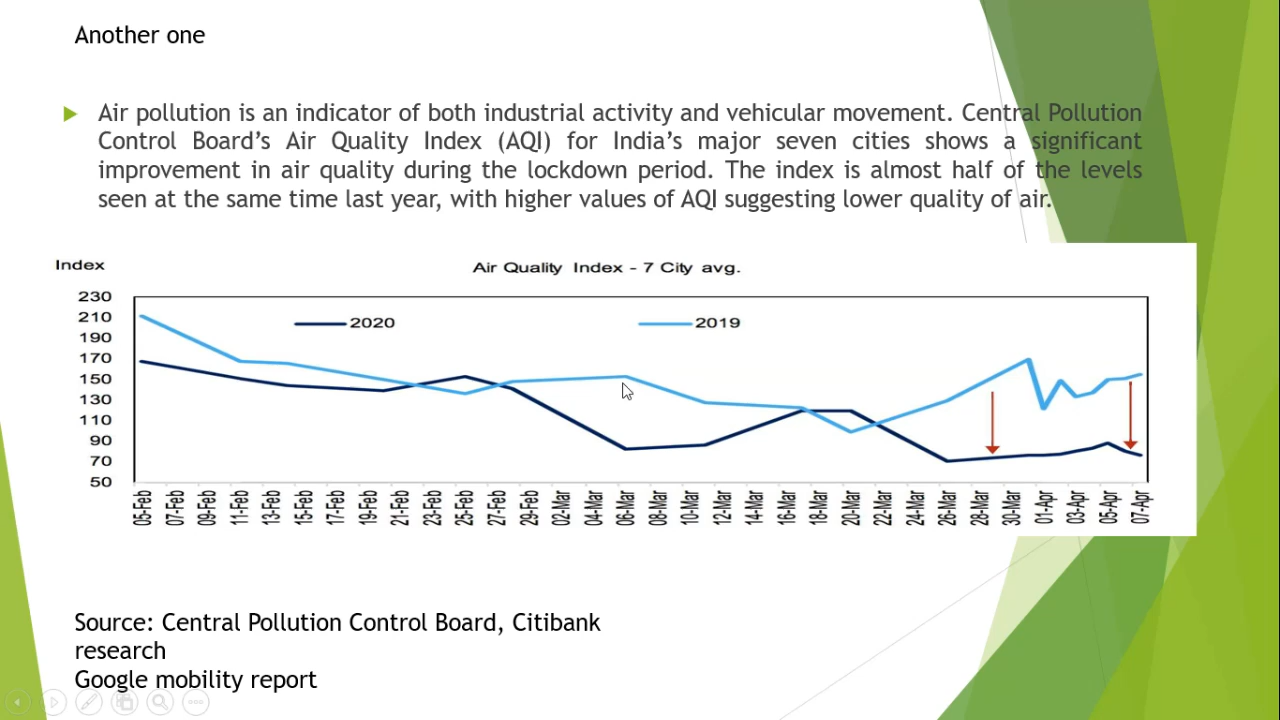 Another one
Air pollution is an indicator of both industrial activity and vehicular movement. Central Pollution
Control Board’s Air Quality Index (AQI) for India’s major seven cities shows a significant
improvement in air quality during the lockdown period. The index is almost half of the levels
seen at the same time last year, with higher values of AQI suggesting lower quality of air.
Index
Air Quality Index - 7 City avg.
230
210
190
170
150
130
110
90
70
50
2020
2019
05-Feb
07-Feb
09-Feb
11-Feb
13-Feb
15-Feb
17-Feb
19-Feb
21-Feb
23-Feb
25-Feb
27-Feb
29-Feb
02-Mar
04-Mar
06-Mar
08-Mar
10-Mar
12-Mar
14-Mar
16-Mar
18-Mar
20-Mar
22-Mar
24-Mar
26-Mar
28-Mar
30-Mar
01-Apr
03-Apr
05-Apr
07-Apr
Source: Central Pollution Control Board, Citibank
research
Google mobility report